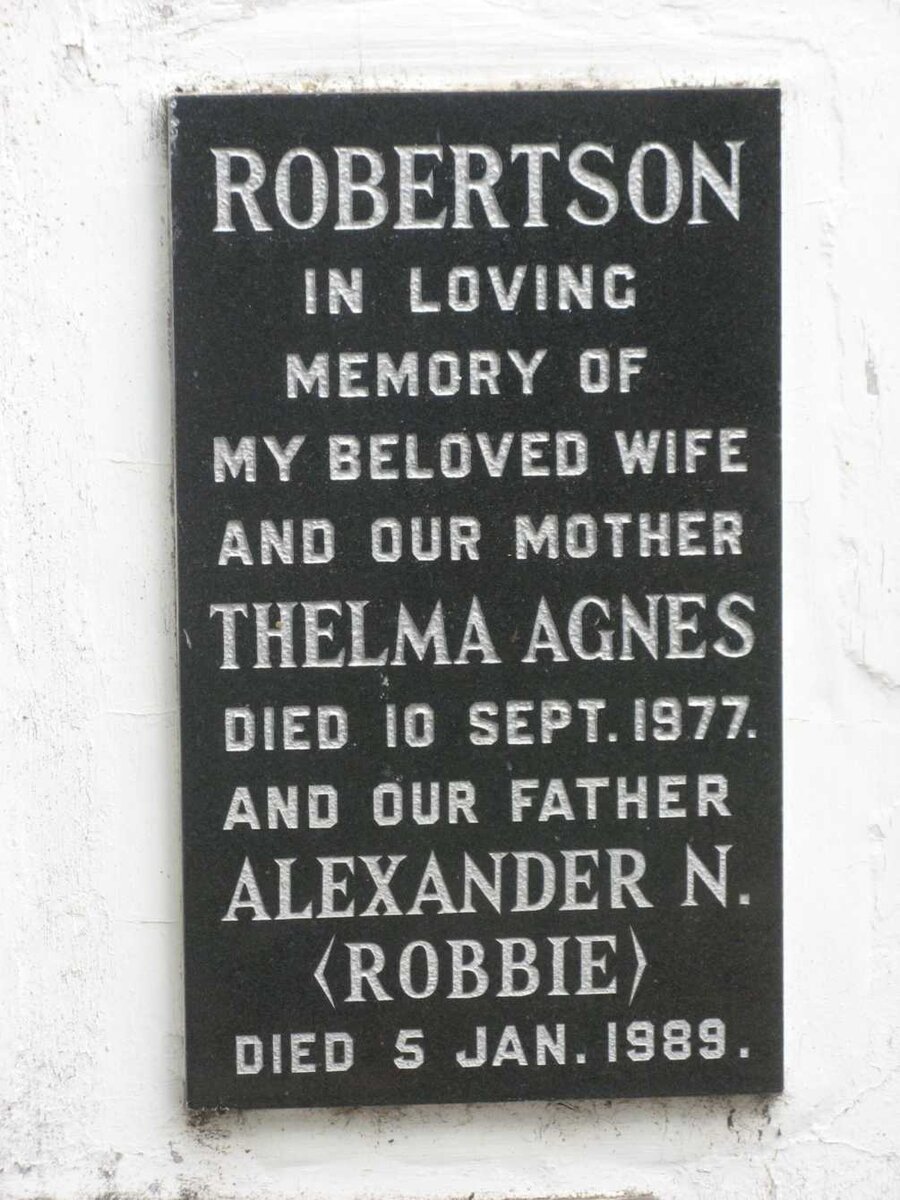 ROBERTSON
IN LOVING
MEMORY OF
MY BELOVED WIFE
AND OUR MOTHER
THELMA AGNES
DIED 10 SEPT. 1977.
AND OUR FATHER
ALEXANDER N.
(ROBBIE)
DIED 5 JAN. 1989.